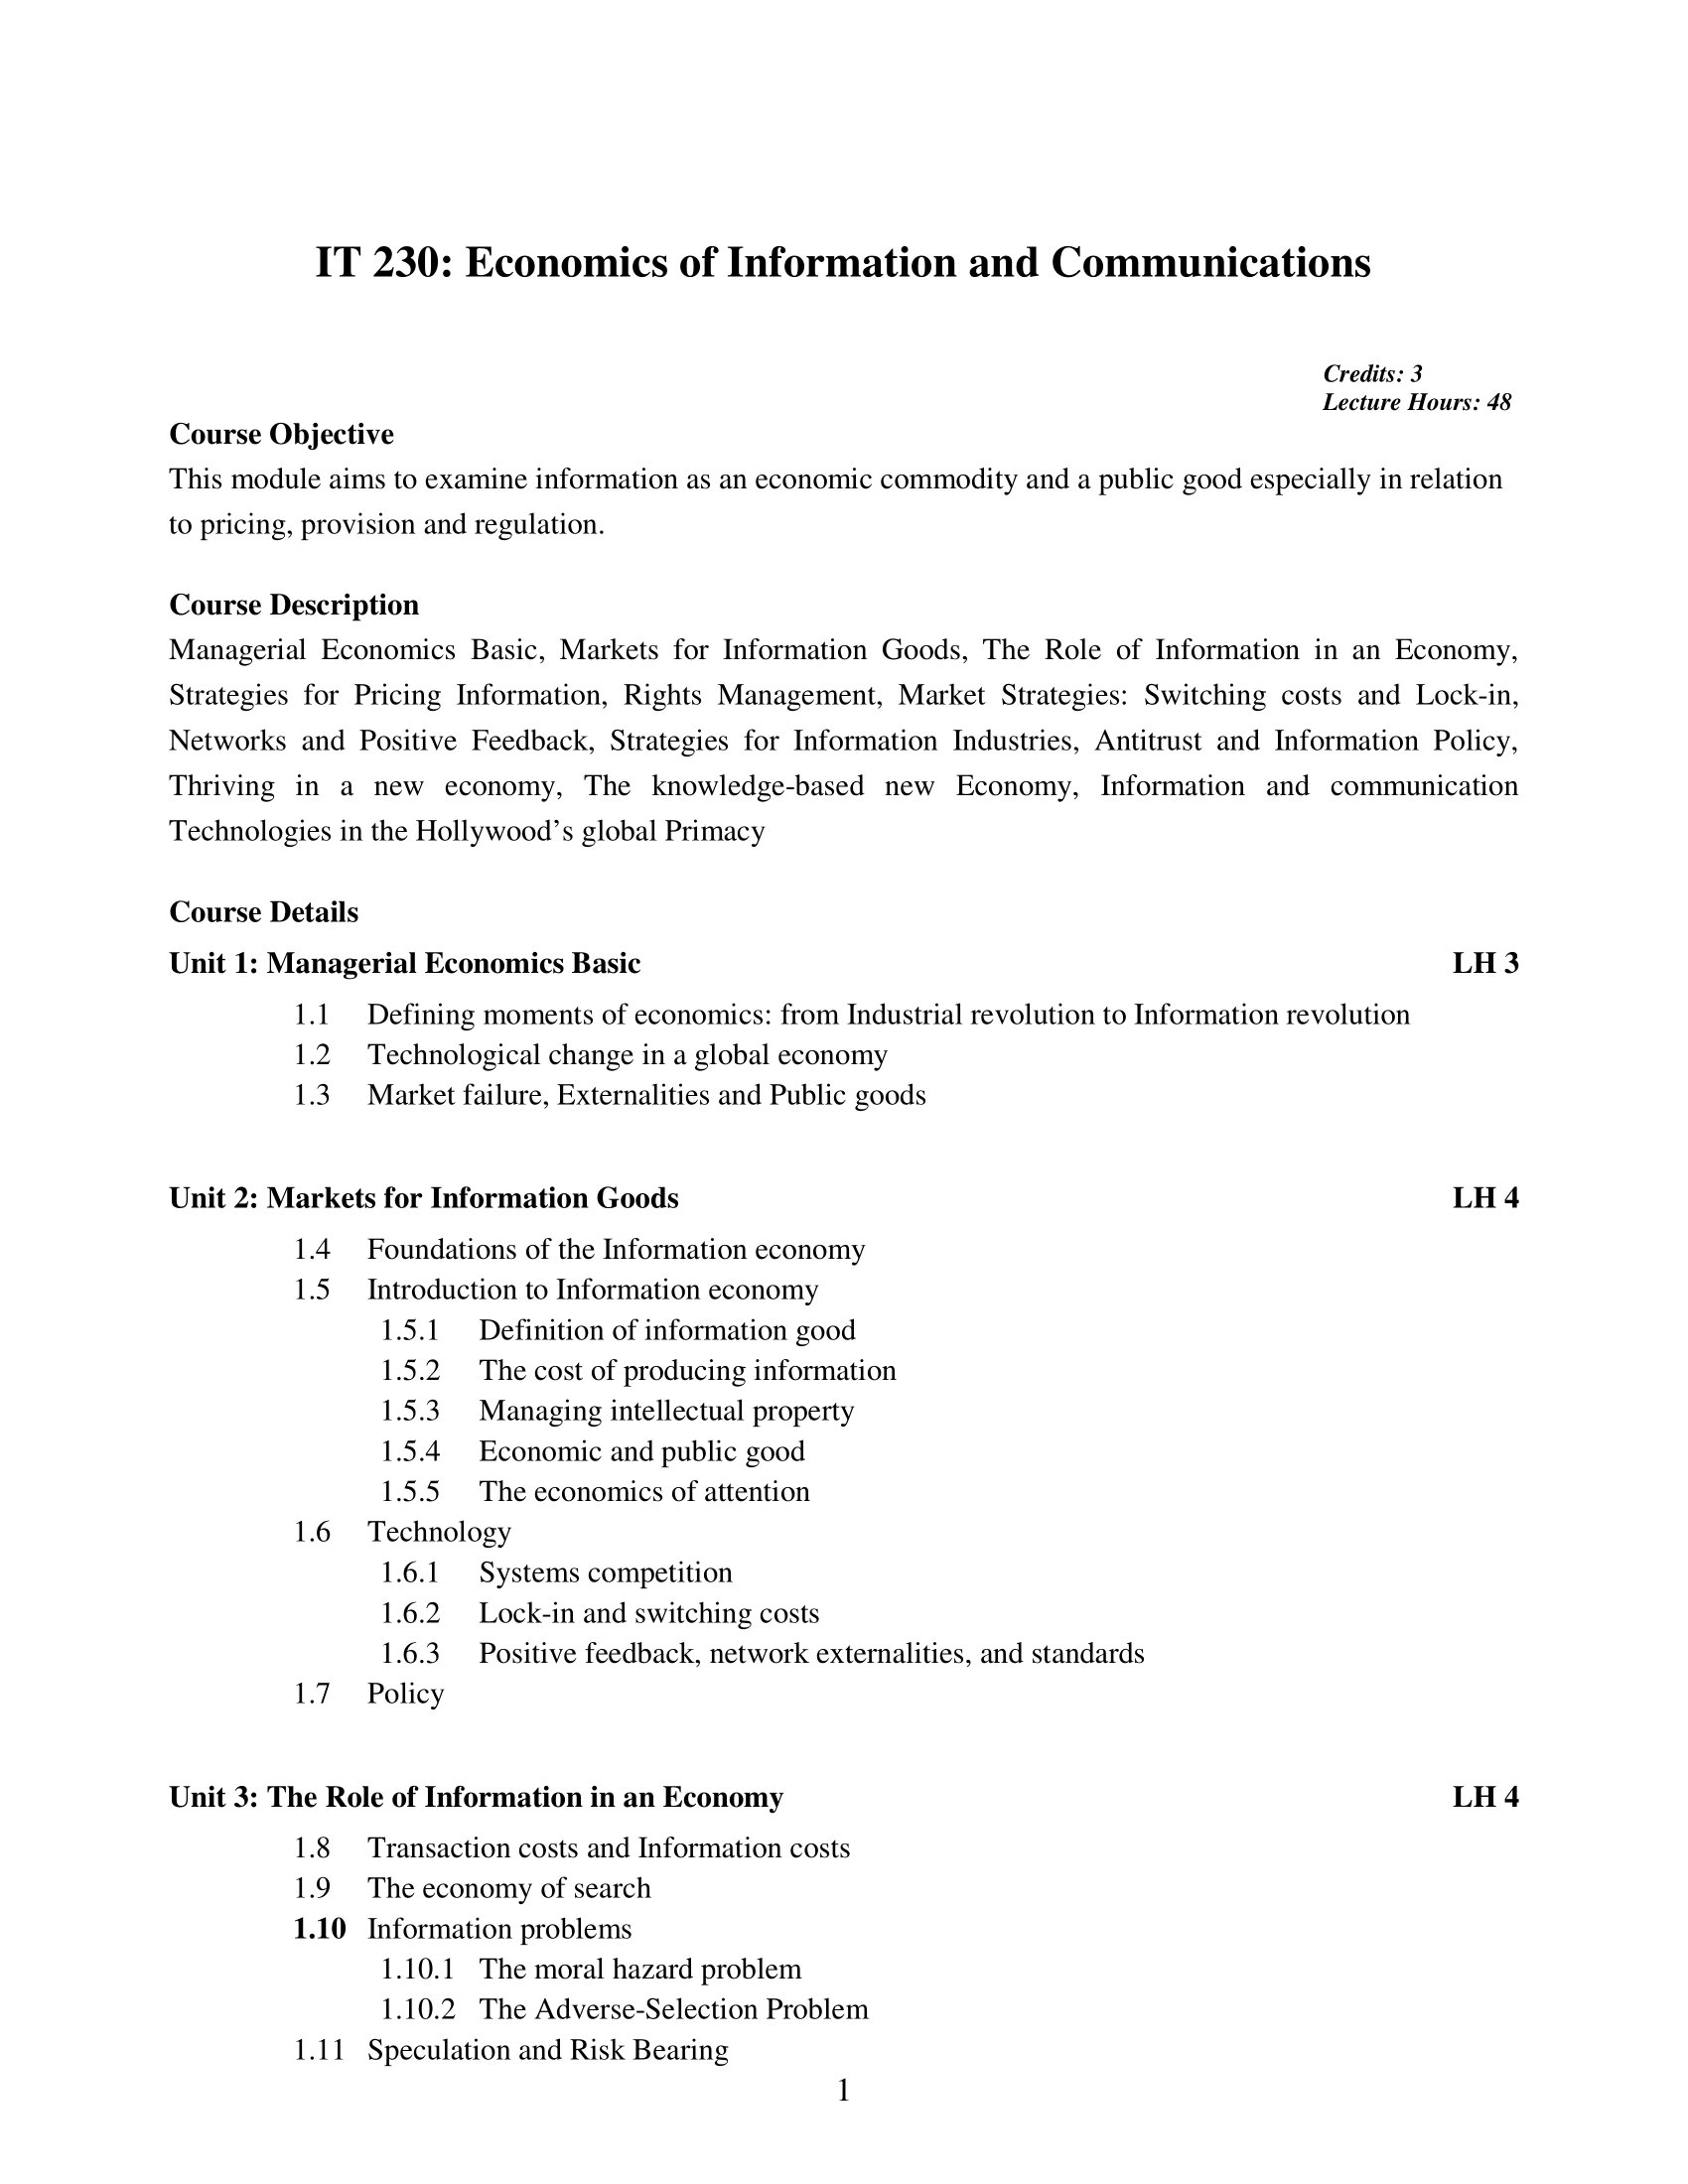 IT 230: Economics of Information and Communications
Credits: 3
Lecture Hours: 48
Course Objective
This module aims to examine information as an economic commodity and a public good especially in relation
to pricing, provision and regulation.
Course Description
Managerial Economics Basic, Markets for Information Goods, The Role of Information in an Economy,
Strategies for Pricing Information, Rights Management, Market Strategies: Switching costs and Lock-in,
Networks and Positive Feedback, Strategies for Information Industries, Antitrust and Information Policy,
Thriving in a new economy, The knowledge-based new Economy, Information and communication
Technologies in the Hollywood’s global Primacy
Course Details
Unit 1: Managerial Economics Basic LH 3
1.1 Defining moments of economics: from Industrial revolution to Information revolution
1.2 Technological change in a global economy
1.3 Market failure, Externalities and Public goods
Unit 2: Markets for Information Goods LH 4
1.4 Foundations of the Information economy
1.5 Introduction to Information economy
1.5.1 Definition of information good
1.5.2 The cost of producing information
1.5.3 Managing intellectual property
1.5.4 Economic and public good
1.5.5 The economics of attention
1.6 Technology
1.6.1 Systems competition
1.6.2 Lock-in and switching costs
1.6.3 Positive feedback, network externalities, and standards
1.7 Policy
Unit 3: The Role of Information in an Economy LH 4
1.8 Transaction costs and Information costs
1.9 The economy of search
1.10 Information problems
1.10.1 The moral hazard problem
1.10.2 The Adverse-Selection Problem
1.11 Speculation and Risk Bearing
1